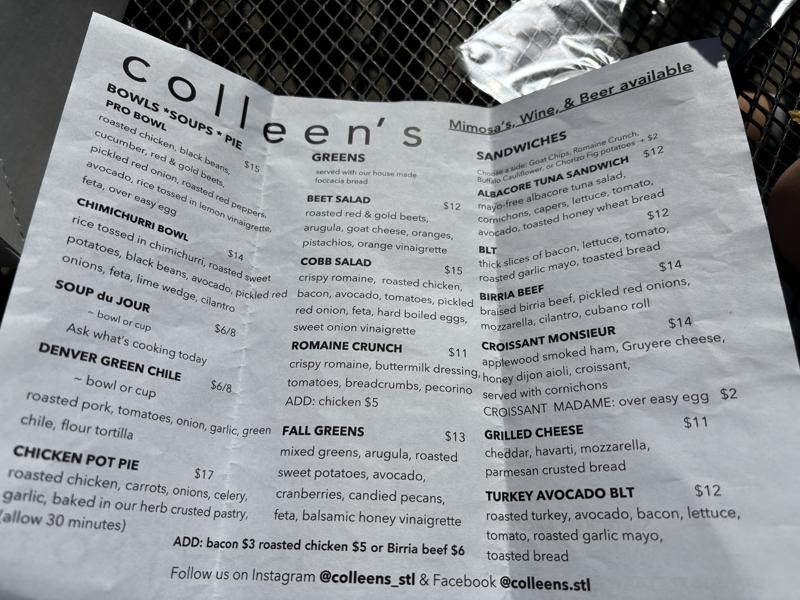 colleen's
Mimosa's, Wine, & Beer available
BOWLS *SOUPS * PIE
PRO BOWL
$15
roasted chicken, black beans,
cucumber, red & gold beets,
pickled red onion, roasted red peppers,
avocado, rice tossed in lemon vinaigrette,
feta, over easy egg
CHIMICHURRI BOWL
$14
rice tossed in chimichurri, roasted sweet
potatoes, black beans, avocado, pickled red
onions, feta, lime wedge, cilantro
SOUP du JOUR
$6/8
~ bowl or cup
Ask what's cooking today
DENVER GREEN CHILE
$6/8
~ bowl or cup
roasted pork, tomatoes, onion, garlic, green
chile, flour tortilla
CHICKEN POT PIE
$17
roasted chicken, carrots, onions, celery,
garlic, baked in our herb crusted pastry,
(allow 30 minutes)
GREENS
served with our house made
foccacia bread
BEET SALAD
$12
roasted red & gold beets,
arugula, goat cheese, oranges,
pistachios, orange vinaigrette
COBB SALAD
$15
crispy romaine, roasted chicken,
bacon, avocado, tomatoes, pickled
red onion, feta, hard boiled eggs,
sweet onion vinaigrette
ROMAINE CRUNCH
$11
crispy romaine, buttermilk dressing,
tomatoes, breadcrumbs, pecorino
ADD: chicken $5
FALL GREENS
$13
mixed greens, arugula, roasted
sweet potatoes, avocado,
cranberries, candied pecans,
feta, balsamic honey vinaigrette
SANDWICHES
Choose a side: Goat Chips, Romaine Crunch,
Buffalo Cauliflower, or Chorizo Fig potatoes + $2
ALBACORE TUNA SANDWICH
$12
mayo-free albacore tuna salad,
cornichons, capers, lettuce, tomato,
avocado, toasted honey wheat bread
BLT
$12
thick slices of bacon, lettuce, tomato,
roasted garlic mayo, toasted bread
BIRRIA BEEF
$14
braised birria beef, pickled red onions,
mozzarella, cilantro, cubano roll
CROISSANT MONSIEUR
$14
applewood smoked ham, Gruyere cheese,
honey dijon aioli, croissant,
served with cornichons
CROISSANT MADAME: over easy egg $2
GRILLED CHEESE
$11
cheddar, havarti, mozzarella,
parmesan crusted bread
TURKEY AVOCADO BLT
$12
roasted turkey, avocado, bacon, lettuce,
tomato, roasted garlic mayo,
toasted bread
ADD: bacon $3 roasted chicken $5 or Birria beef $6
Follow us on Instagram @colleens_stl & Facebook @colleens.stl